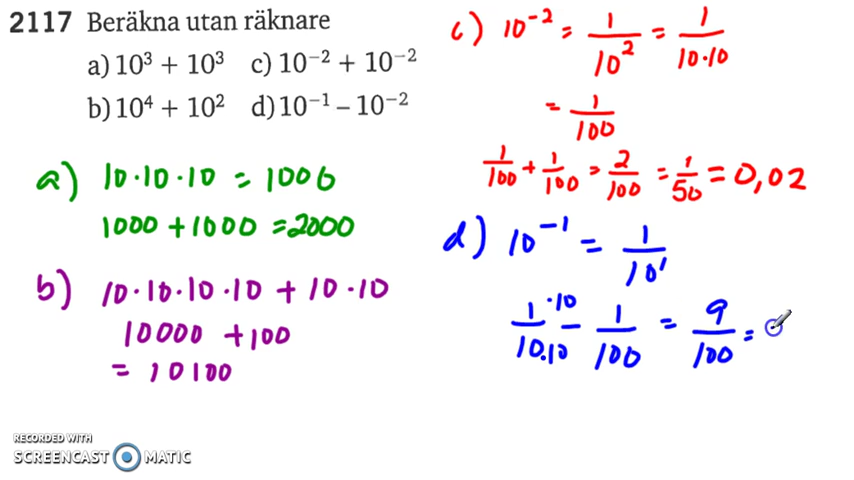 2117 Beräkna utan räknare
a) 10³ + 10³ c) 10⁻² + 10⁻²
b) 10⁴ + 10² d) 10⁻¹ – 10⁻²
a) 10·10·10 = 1000
1000 + 1000 = 2000
b) 10·10·10·10 + 10·10
10000 + 100
= 10100
c) 10⁻² = 1/10² = 1/10·10
= 1/100
1/100 + 1/100 = 2/100 = 1/50 = 0,02
d) 10⁻¹ = 1/10¹
1·10/10·10 – 1/100 = 9/100 = 0
RECORDED WITH
SCREENCAST MATIC